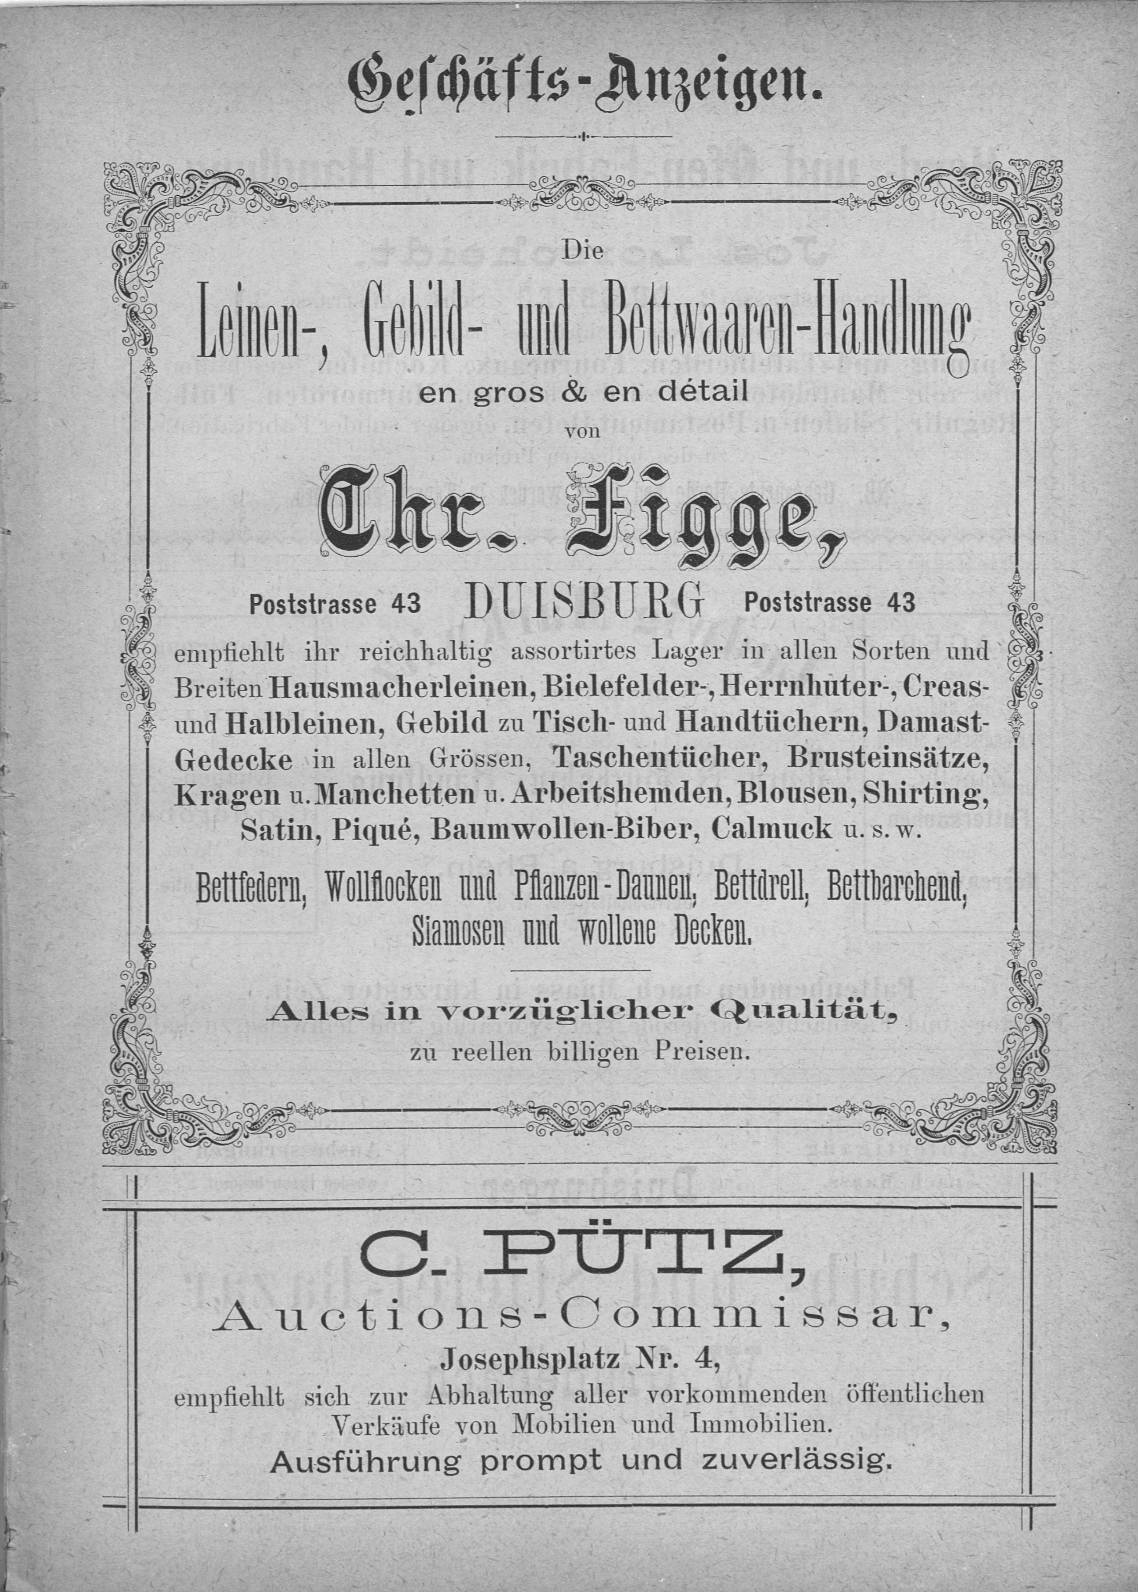 Geschäfts-Anzeigen.
Die
Leinen-, Gebild- und Bettwaaren-Handlung
en gros & en détail
von
Chr. Figge,
Poststrasse 43 DUISBURG Poststrasse 43
empfiehlt ihr reichhaltig assortirtes Lager in allen Sorten und
Breiten Hausmacherleinen, Bielefelder-, Herrnhuter-, Creas-
und Halbleinen, Gebild zu Tisch- und Handtüchern, Damast-
Gedecke in allen Grössen, Taschentücher, Brusteinsätze,
Kragen u. Manchetten u. Arbeitshemden, Blousen, Shirting,
Satin, Piqué, Baumwollen-Biber, Calmuck u. s. w.
Bettfedern, Wollflocken und Pflanzen-Daunen, Bettdrell, Bettbarchend,
Siamosen und wollene Decken.
Alles in vorzüglicher Qualität,
zu reellen billigen Preisen.
C. PÜTZ,
Auctions-Commissar,
Josephsplatz Nr. 4,
empfiehlt sich zur Abhaltung aller vorkommenden öffentlichen
Verkäufe von Mobilien und Immobilien.
Ausführung prompt und zuverlässig.